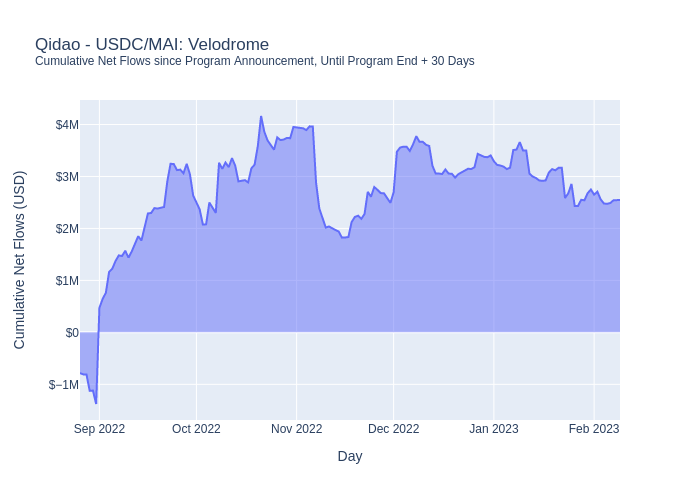 Qidao - USDC/MAI: Velodrome
Cumulative Net Flows since Program Announcement, Until Program End + 30 Days
Cumulative Net Flows (USD)
$4M
$3M
$2M
$1M
$0
$−1M
Sep 2022 Oct 2022 Nov 2022 Dec 2022 Jan 2023 Feb 2023
Day